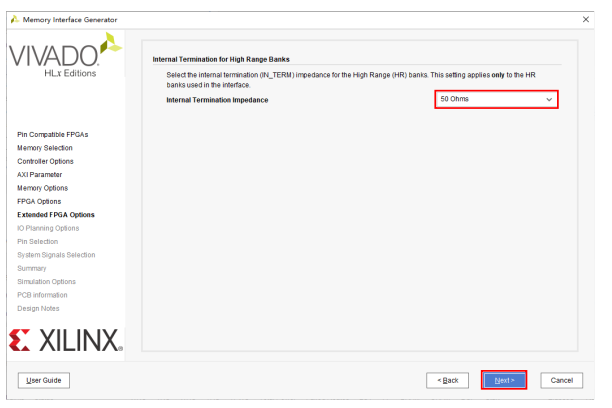 Memory Interface Generator
VIVADO
HLx Editions
Pin Compatible FPGAs
Memory Selection
Controller Options
AXI Parameter
Memory Options
FPGA Options
Extended FPGA Options
IO Planning Options
Pin Selection
System Signals Selection
Summary
Simulation Options
PCB Information
Design Notes
XILINX
Internal Termination for High Range Banks
Select the internal termination (IN_TERM) impedance for the High Range (HR) banks. This setting applies only to the HR
banks used in the interface.
Internal Termination Impedance 50 Ohms
User Guide < Back Next > Cancel